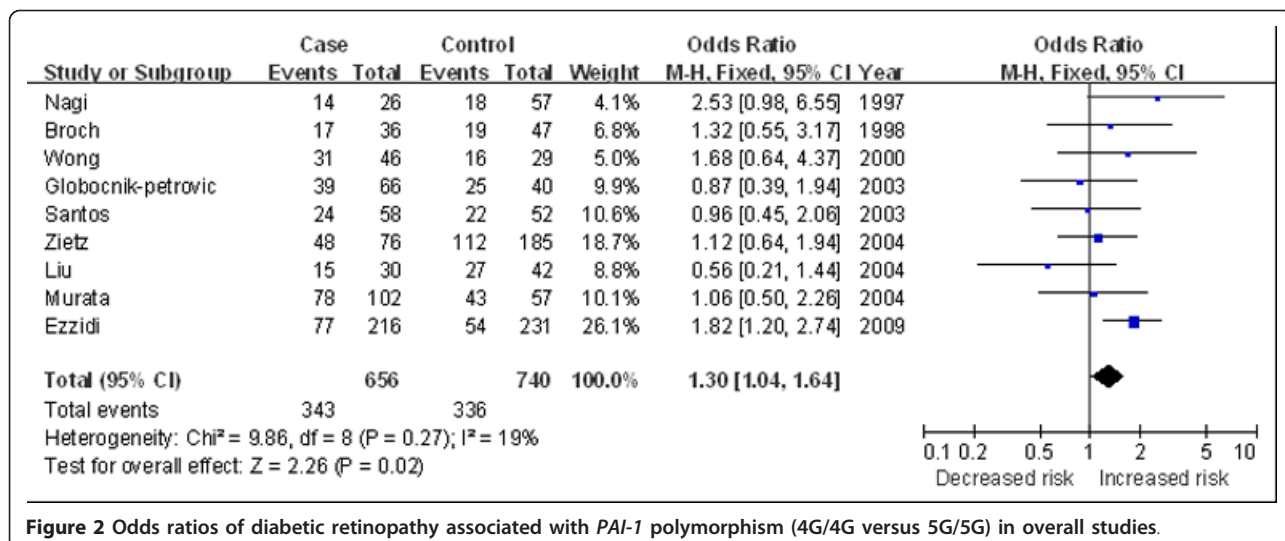 Case Control Odds Ratio Odds Ratio
Study or Subgroup Events Total Events Total Weight M-H, Fixed, 95% CI Year M-H, Fixed, 95% CI
Nagi 14 26 18 57 4.1% 2.53 [0.98, 6.55] 1997
Broch 17 36 19 47 6.8% 1.32 [0.55, 3.17] 1998
Wong 31 46 16 29 5.0% 1.68 [0.64, 4.37] 2000
Globocnik-petrovic 39 66 25 40 9.9% 0.87 [0.39, 1.94] 2003
Santos 24 58 22 52 10.6% 0.96 [0.45, 2.06] 2003
Zietz 48 76 112 185 18.7% 1.12 [0.64, 1.94] 2004
Liu 15 30 27 42 8.8% 0.56 [0.21, 1.44] 2004
Murata 78 102 43 57 10.1% 1.06 [0.50, 2.26] 2004
Ezzidi 77 216 54 231 26.1% 1.82 [1.20, 2.74] 2009
Total (95% CI) 656 740 100.0% 1.30 [1.04, 1.64]
Total events 343 336
Heterogeneity: Chi² = 9.86, df = 8 (P = 0.27); I² = 19%
Test for overall effect: Z = 2.26 (P = 0.02)
0.1 0.2 0.5 1 2 5 10
Decreased risk Increased risk
Figure 2 Odds ratios of diabetic retinopathy associated with PAI-1 polymorphism (4G/4G versus 5G/5G) in overall studies.